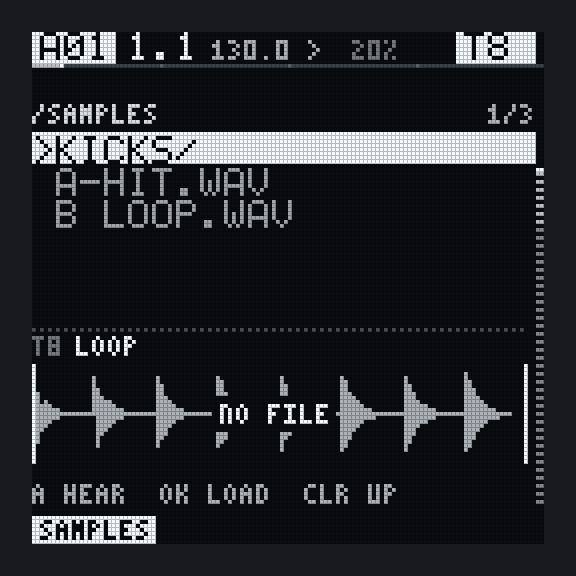 A01 1.1 130.0 > 20% T8
/SAMPLES 1/3
>KICKS/
A-HIT.WAV
B LOOP.WAV
T8 LOOP
NO FILE
A HEAR OK LOAD CLR UP
SAMPLES